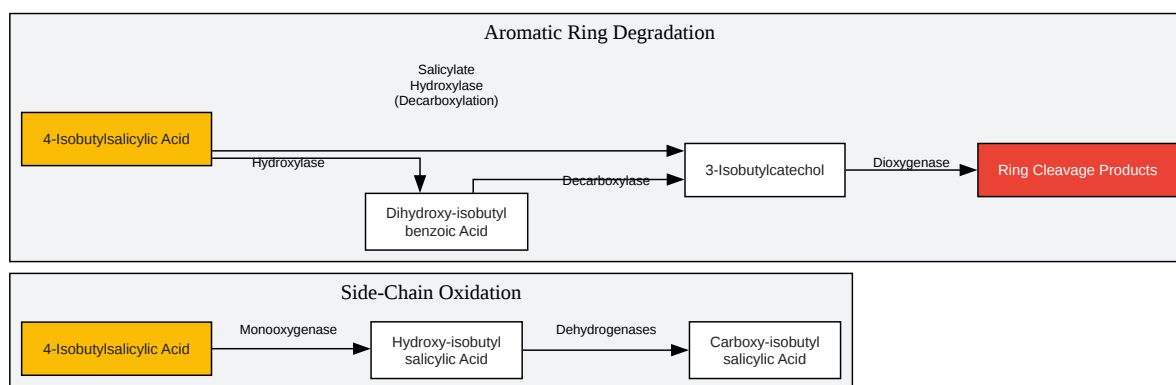 Aromatic Ring Degradation
Salicylate
Hydroxylase
(Decarboxylation)
4-Isobutylsalicylic Acid
Hydroxylase
Dihydroxy-isobutyl
benzoic Acid
Decarboxylase
3-Isobutylcatechol
Dioxygenase
Ring Cleavage Products
Side-Chain Oxidation
4-Isobutylsalicylic Acid
Monooxygenase
Hydroxy-isobutyl
salicylic Acid
Dehydrogenases
Carboxy-isobutyl
salicylic Acid